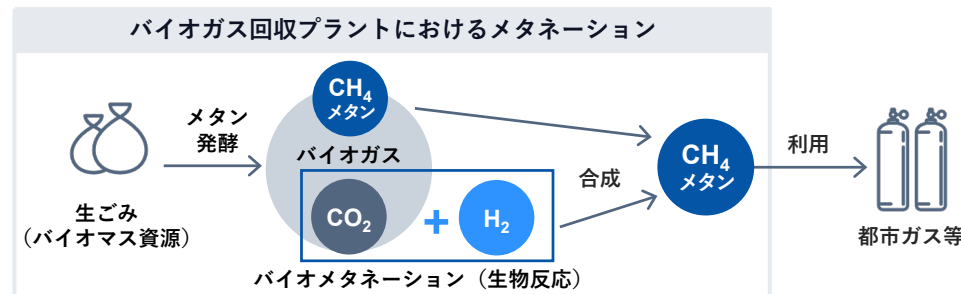 バイオガス回収プラントにおけるメタネーション
生ごみ
（バイオマス資源）
メタン
発酵
CH₄
メタン
バイオガス
CO₂
+
H₂
バイオメタネーション（生物反応）
合成
CH₄
メタン
利用
都市ガス等